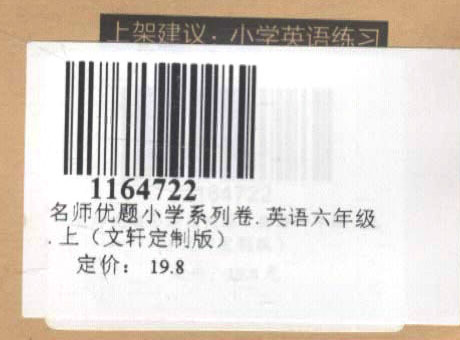 上架建议·小学英语练习
1164722
名师优题小学系列卷.英语六年级
.上（文轩定制版）
定价： 19.8